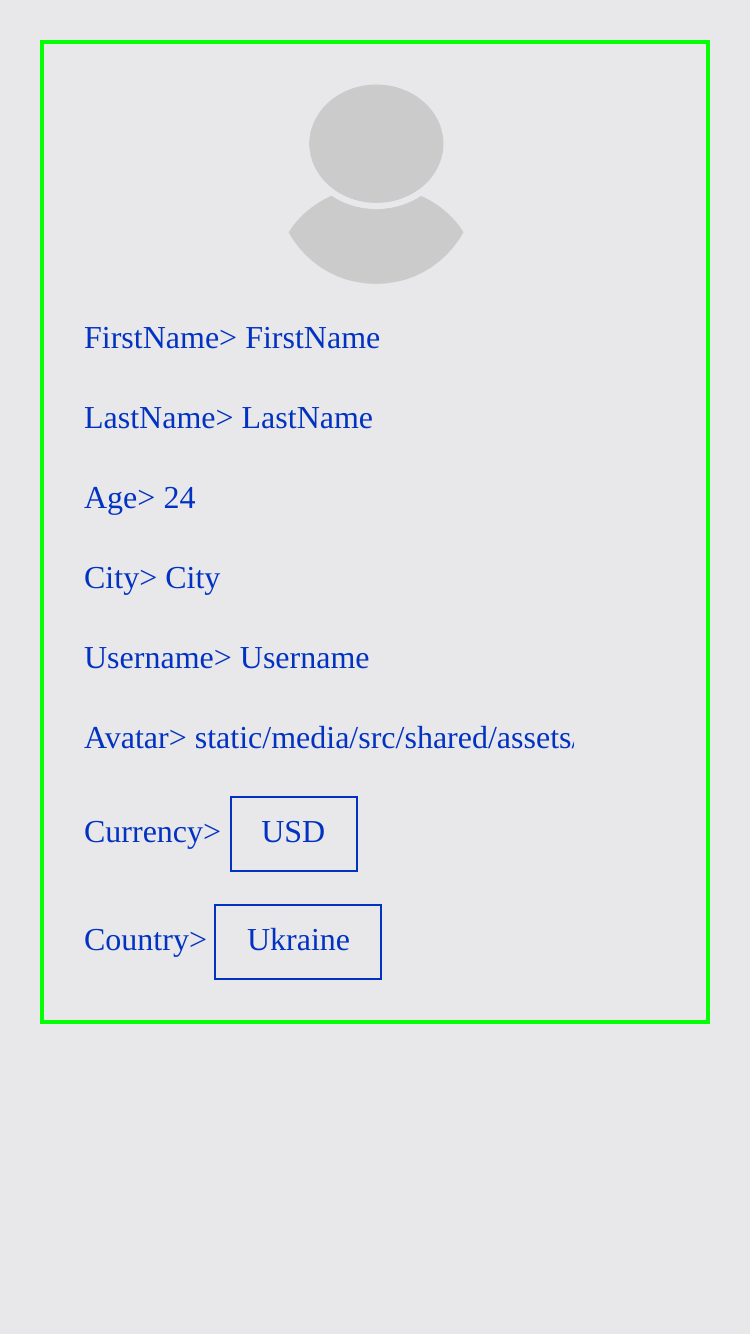 FirstName> FirstName
LastName> LastName
Age> 24
City> City
Username> Username
Avatar> static/media/src/shared/assets/
Currency> USD
Country> Ukraine